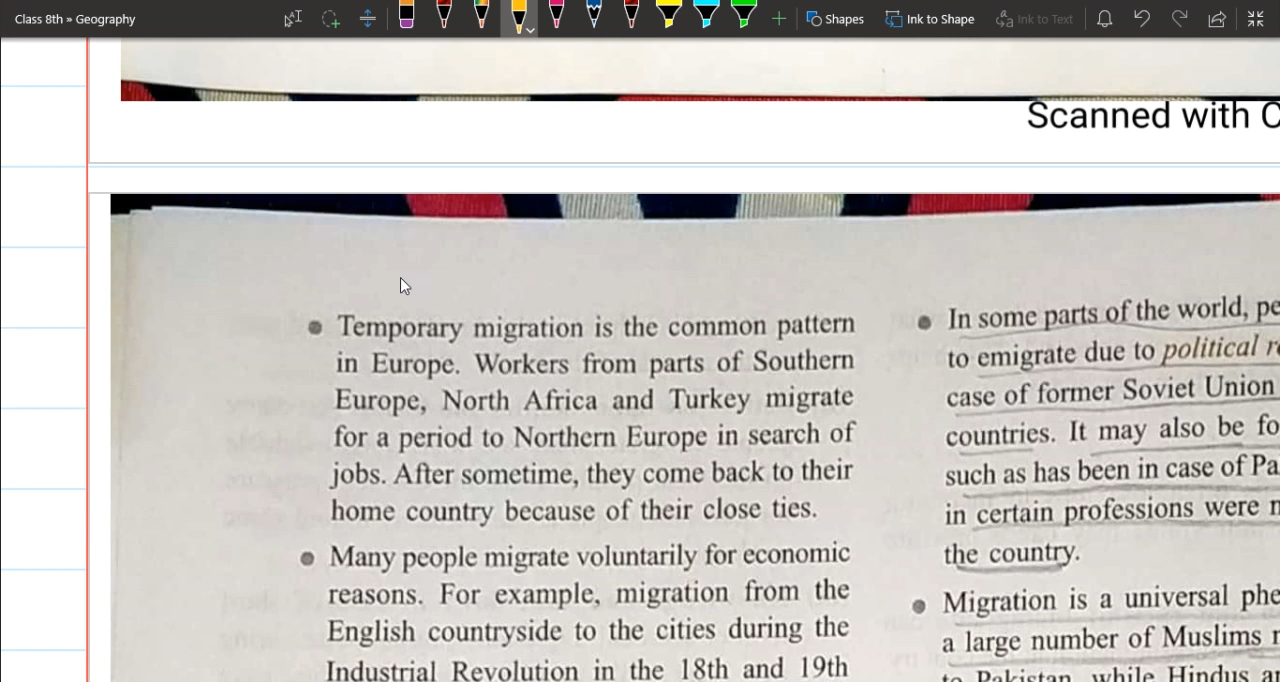 Class 8th » Geography
Shapes
Ink to Shape
Ink to Text
Scanned with
Temporary migration is the common pattern
in Europe. Workers from parts of Southern
Europe, North Africa and Turkey migrate
for a period to Northern Europe in search of
jobs. After sometime, they come back to their
home country because of their close ties.
Many people migrate voluntarily for economic
reasons. For example, migration from the
English countryside to the cities during the
Industrial Revolution in the 18th and 19th
In some parts of the world,
to emigrate due to political
case of former Soviet Union
countries. It may also be
such as has been in case of
in certain professions were
the country.
Migration is a universal
a large number of Muslims
to Pakistan, while Hindus